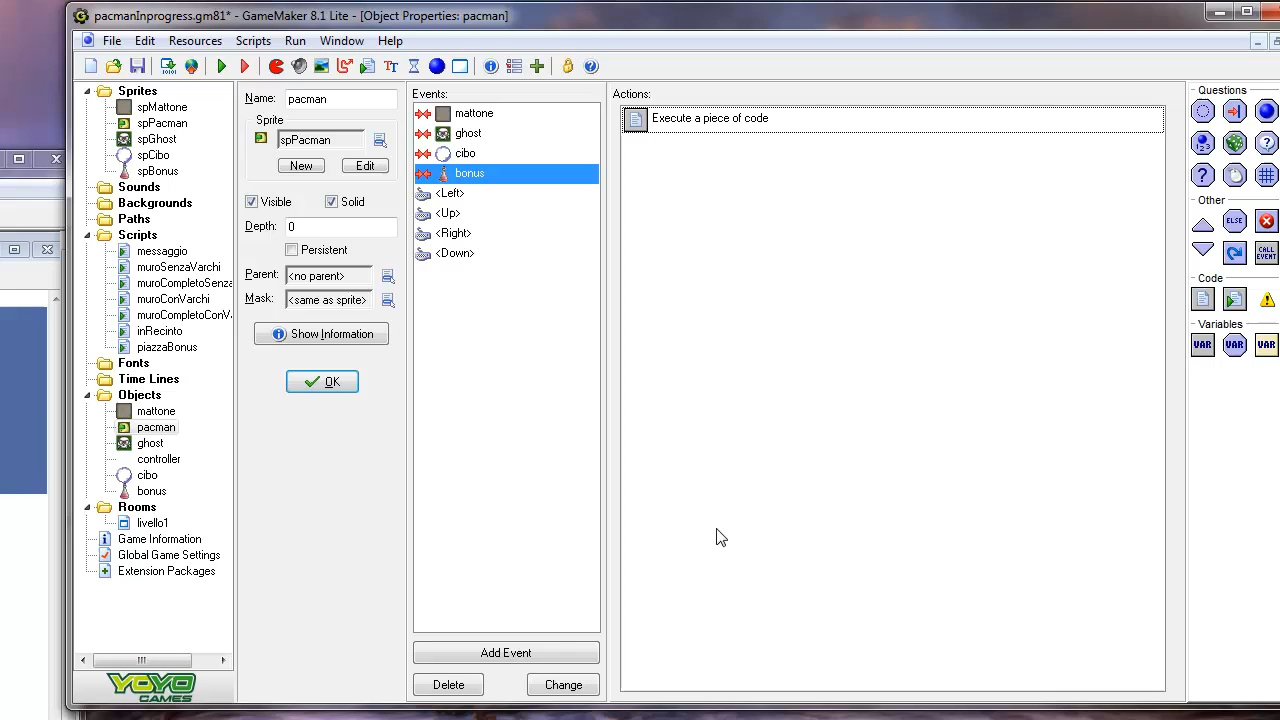 pacmanInprogress.gm81* - GameMaker 8.1 Lite - [Object Properties: pacman]
File Edit Resources Scripts Run Window Help
Sprites
spMattone
spPacman
spGhost
spCibo
spBonus
Sounds
Backgrounds
Paths
Scripts
messaggio
muroSenzaVarchi
muroCompletoSenza
muroConVarchi
muroCompletoConVa
inRecinto
piazzaBonus
Fonts
Time Lines
Objects
mattone
pacman
ghost
controller
cibo
bonus
Rooms
livello1
Game Information
Global Game Settings
Extension Packages
YOYO
GAMES
Name: pacman
Sprite
spPacman
New Edit
Visible Solid
Depth: 0
Persistent
Parent: <no parent>
Mask: <same as sprite>
Show Information
OK
Events:
mattone
ghost
cibo
bonus
<Left>
<Up>
<Right>
<Down>
Add Event
Delete Change
Actions:
Execute a piece of code
Questions
Other
ELSE
CALL
EVENT
Code
Variables
VAR VAR VAR